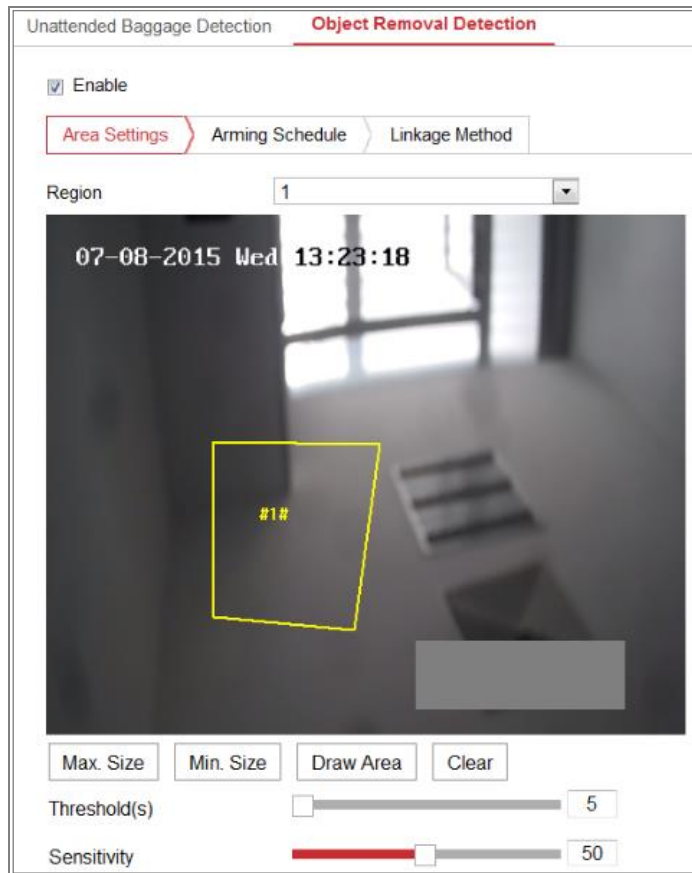 Unattended Baggage Detection Object Removal Detection
Enable
Area Settings Arming Schedule Linkage Method
Region 1
07-08-2015 Wed 13:23:18
#1#
Max. Size Min. Size Draw Area Clear
Threshold(s) 5
Sensitivity 50